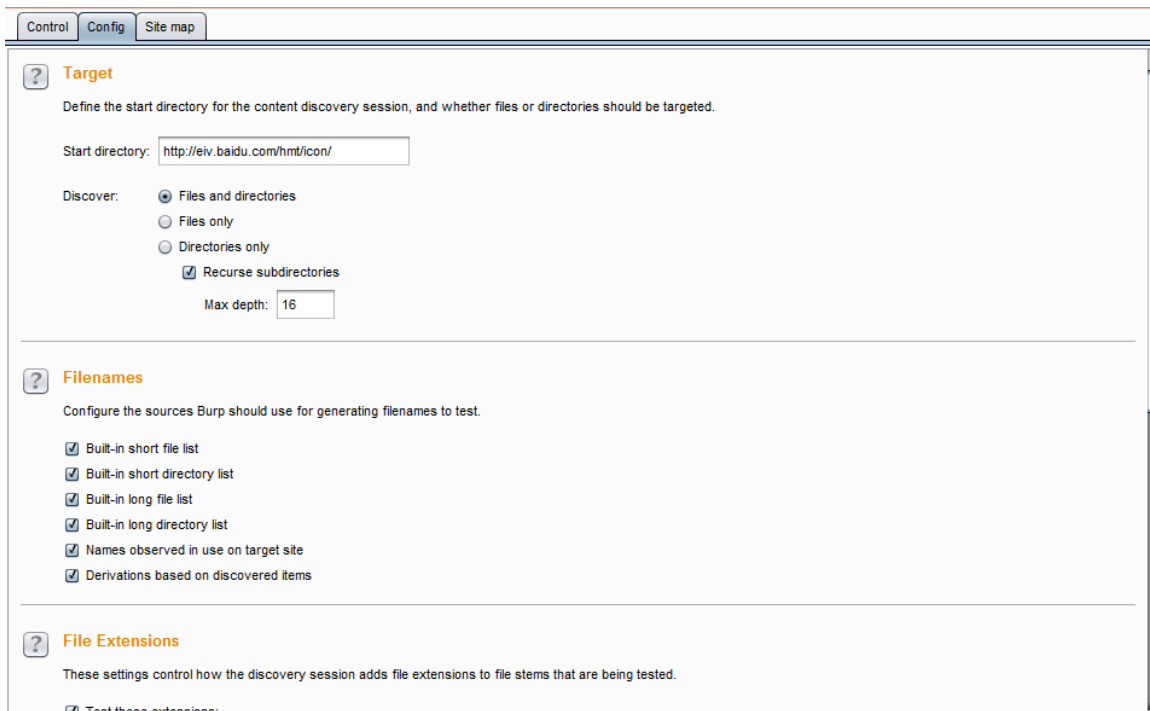 Control Config Site map
? Target
Define the start directory for the content discovery session, and whether files or directories should be targeted.
Start directory: http://eiv.baidu.com/hmt/icon/
Discover: Files and directories
Files only
Directories only
Recurse subdirectories
Max depth: 16
? Filenames
Configure the sources Burp should use for generating filenames to test.
Built-in short file list
Built-in short directory list
Built-in long file list
Built-in long directory list
Names observed in use on target site
Derivations based on discovered items
? File Extensions
These settings control how the discovery session adds file extensions to file stems that are being tested.
Test these extensions: